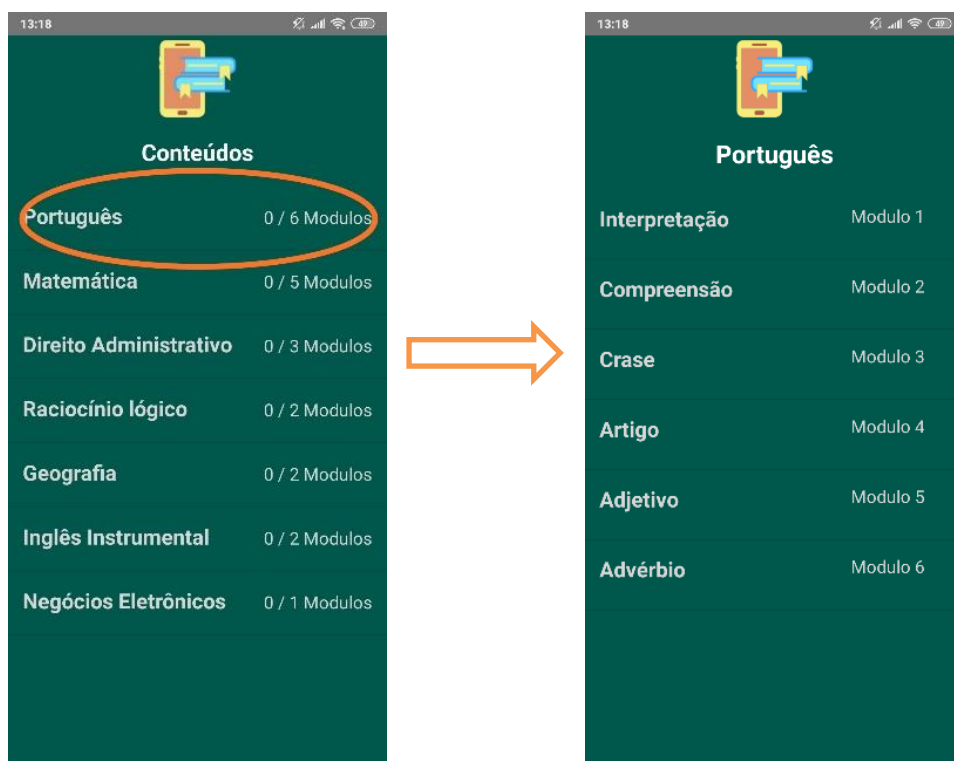 13:18
49
Conteúdos
Português 0 / 6 Modulos
Matemática 0 / 5 Modulos
Direito Administrativo 0 / 3 Modulos
Raciocínio lógico 0 / 2 Modulos
Geografia 0 / 2 Modulos
Inglês Instrumental 0 / 2 Modulos
Negócios Eletrônicos 0 / 1 Modulos
13:18
49
Português
Interpretação Modulo 1
Compreensão Modulo 2
Crase Modulo 3
Artigo Modulo 4
Adjetivo Modulo 5
Advérbio Modulo 6